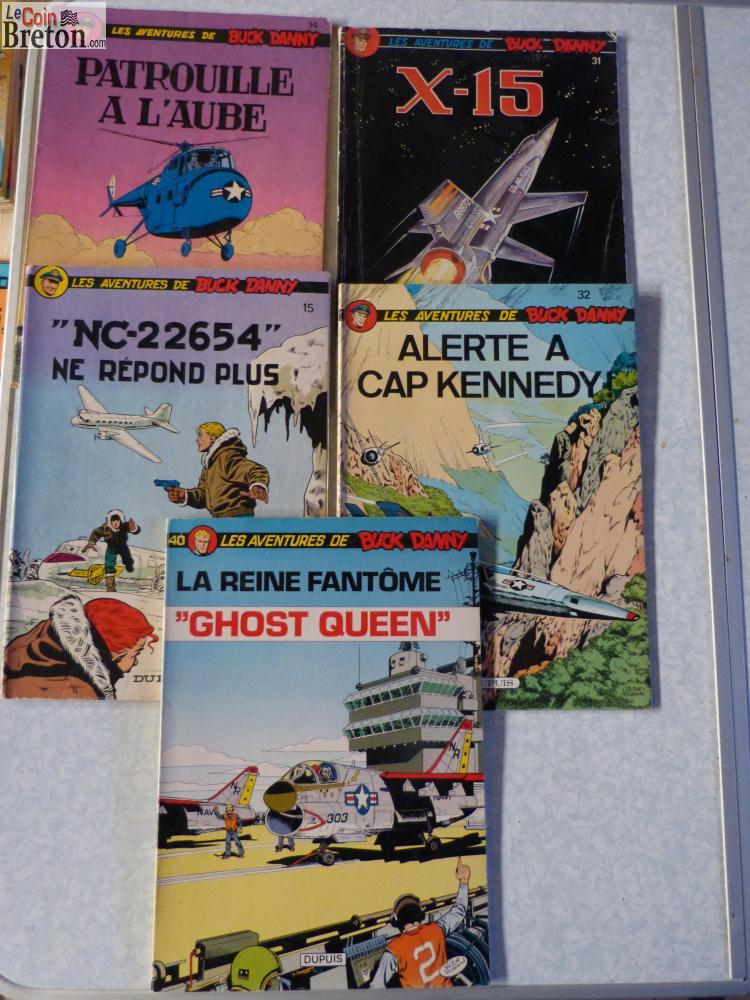 Le Coin
Breton.com
LES AVENTURES DE BUCK DANNY
14
PATROUILLE
A L'AUBE
LES AVENTURES DE BUCK DANNY
31
X-15
LES AVENTURES DE BUCK DANNY
15
"NC-22654"
NE RÉPOND PLUS
LES AVENTURES DE BUCK DANNY
32
ALERTE A
CAP KENNEDY!
40
LES AVENTURES DE BUCK DANNY
LA REINE FANTÔME
"GHOST QUEEN"
NAVY
303
2
DUPUIS